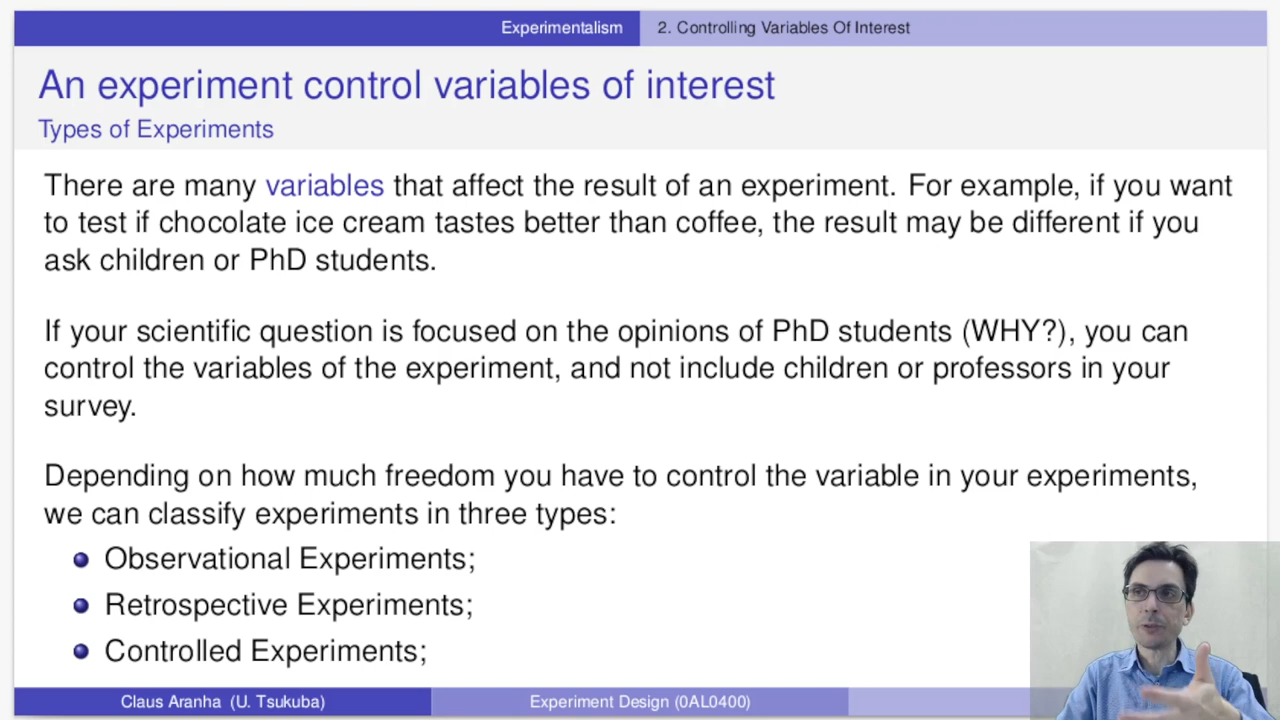 Experimentalism
2. Controlling Variables Of Interest
An experiment control variables of interest
Types of Experiments
There are many variables that affect the result of an experiment. For example, if you want
to test if chocolate ice cream tastes better than coffee, the result may be different if you
ask children or PhD students.
If your scientific question is focused on the opinions of PhD students (WHY?), you can
control the variables of the experiment, and not include children or professors in your
survey.
Depending on how much freedom you have to control the variable in your experiments,
we can classify experiments in three types:
Observational Experiments;
Retrospective Experiments;
Controlled Experiments;
Claus Aranha (U. Tsukuba)
Experiment Design (0AL0400)